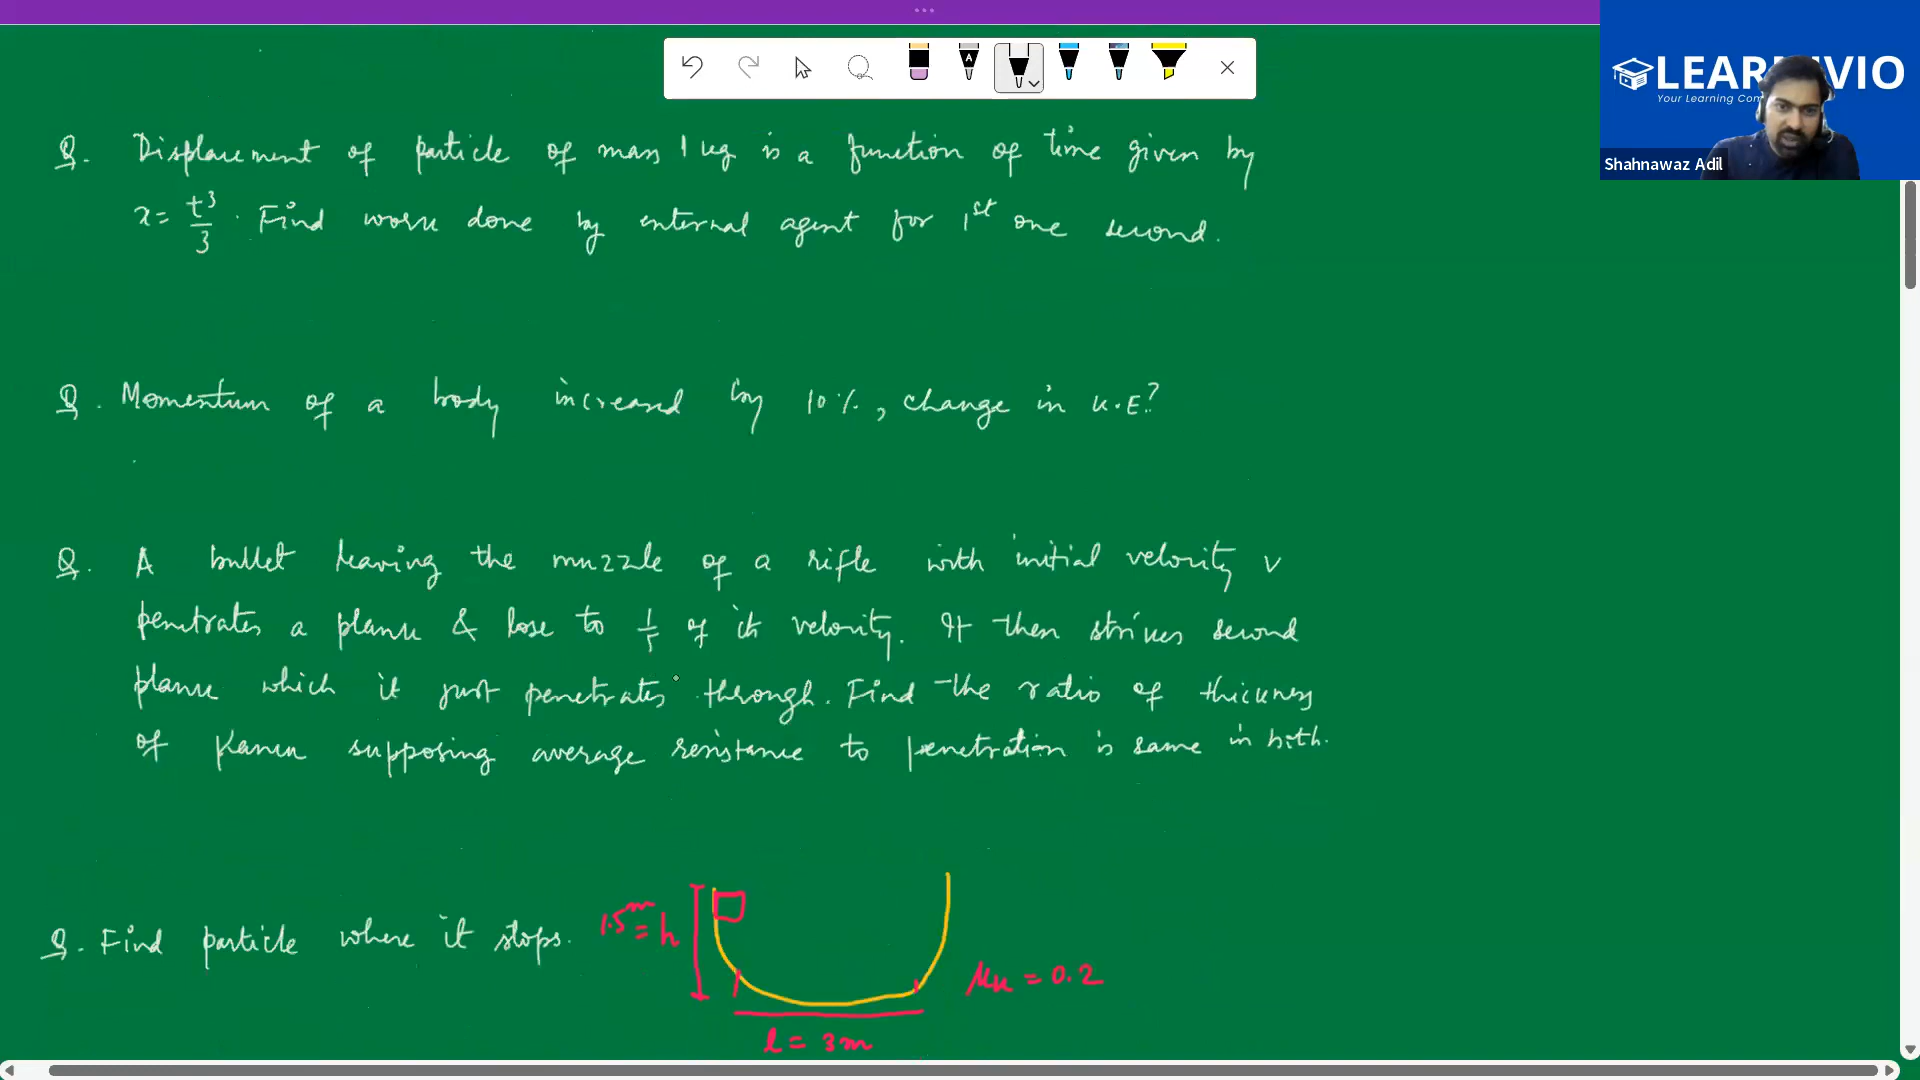 LEARNVIO
Your Learning Com
Shahnawaz Adil
Q. Displacement of particle of mass 1 kg is a function of time given by
x = t³/3 . Find work done by external agent for 1st one second.
Q. Momentum of a body increased by 10%, change in K.E?
Q. A bullet leaving the muzzle of a rifle with initial velocity v
penetrates a plank & lose to 1/5 of its velocity. It then strikes second
plank which it just penetrates through. Find the ratio of thickness
of supposing average resistance to penetration is same in both.
Q. Find particle where it stops.
1.5m = h
μk = 0.2
l = 3m